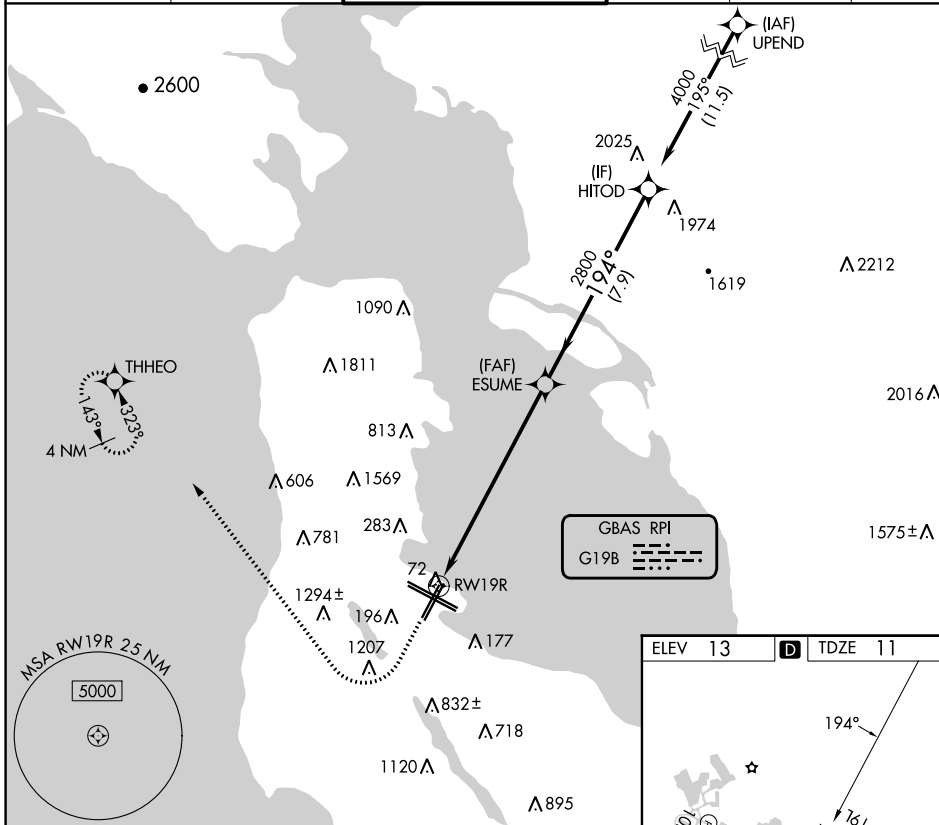 (IAF)
UPEND
2600
4000
195°
(11.5)
2025
(IF)
HITOD
1974
2800
194°
(7.9)
1619
2212
1090
THHEO
1811
(FAF)
ESUME
143°
323°
4 NM
2016
813
606
1569
283
781
GBAS RPI
G19B
1575±
72
RW19R
1294±
196
177
1207
MSA RW19R 25 NM
5000
832±
718
1120
895
ELEV 13
D
TDZE 11
194°